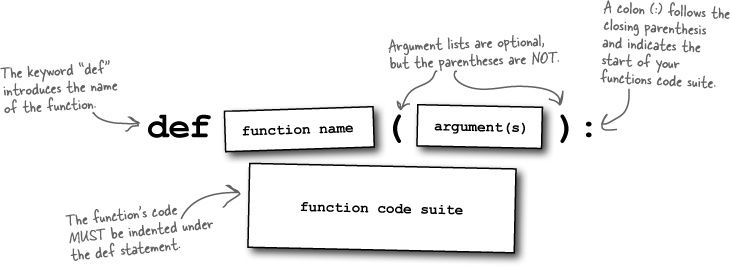 The keyword "def"
introduces the name
of the function.
Argument lists are optional,
but the parentheses are NOT.
A colon (:) follows the
closing parenthesis
and indicates the
start of your
functions code suite.
def function name ( argument(s) ) :
function code suite
The function's code
MUST be indented under
the def statement.